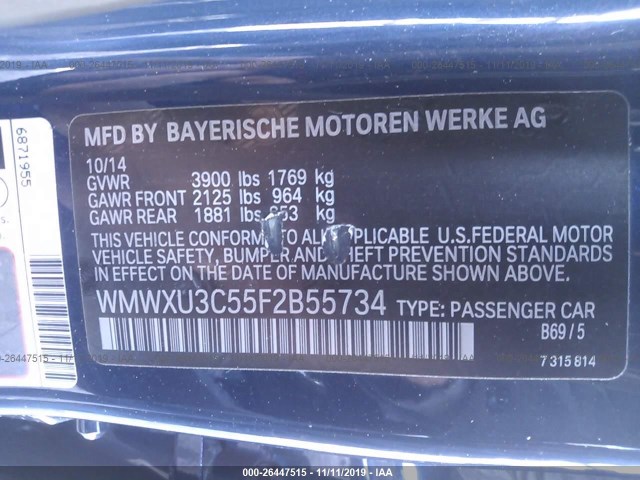 MFD BY BAYERISCHE MOTOREN WERKE AG
10/14
GVWR 3900 lbs 1769 kg
GAWR FRONT 2125 lbs 964 kg
GAWR REAR 1881 lbs 853 kg
THIS VEHICLE CONFORMS TO ALL APPLICABLE U.S.FEDERAL MOTOR
VEHICLE SAFETY, BUMPER AND THEFT PREVENTION STANDARDS
IN EFFECT ON THE DATE OF MANUFACTURE SHOWN ABOVE.
WMWXU3C55F2B55734 TYPE: PASSENGER CAR
B69/5
7 315 814
6871955
000-26447515 - 11/11/2019 - IAA